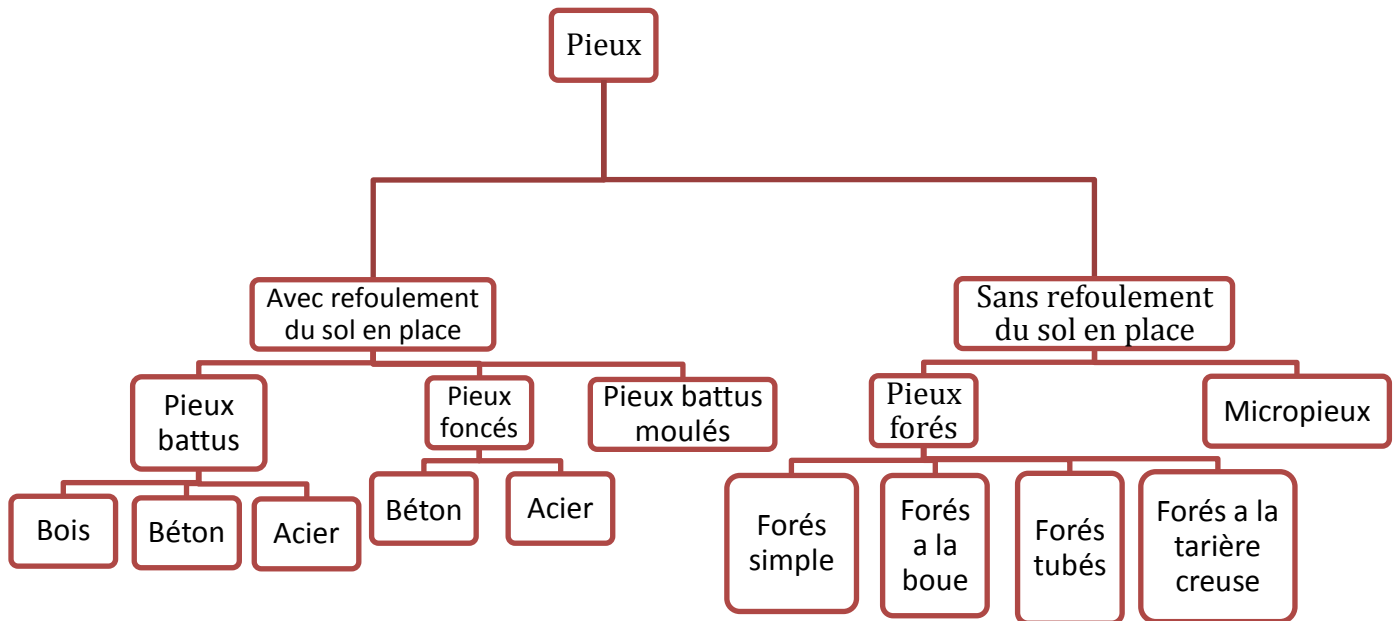 Pieux
Avec refoulement
du sol en place
Sans refoulement
du sol en place
Pieux
battus
Pieux
foncés
Pieux battus
moulés
Pieux
forés
Micropieux
Bois
Béton
Acier
Béton
Acier
Forés
simple
Forés
a la
boue
Forés
tubés
Forés a la
tarière
creuse